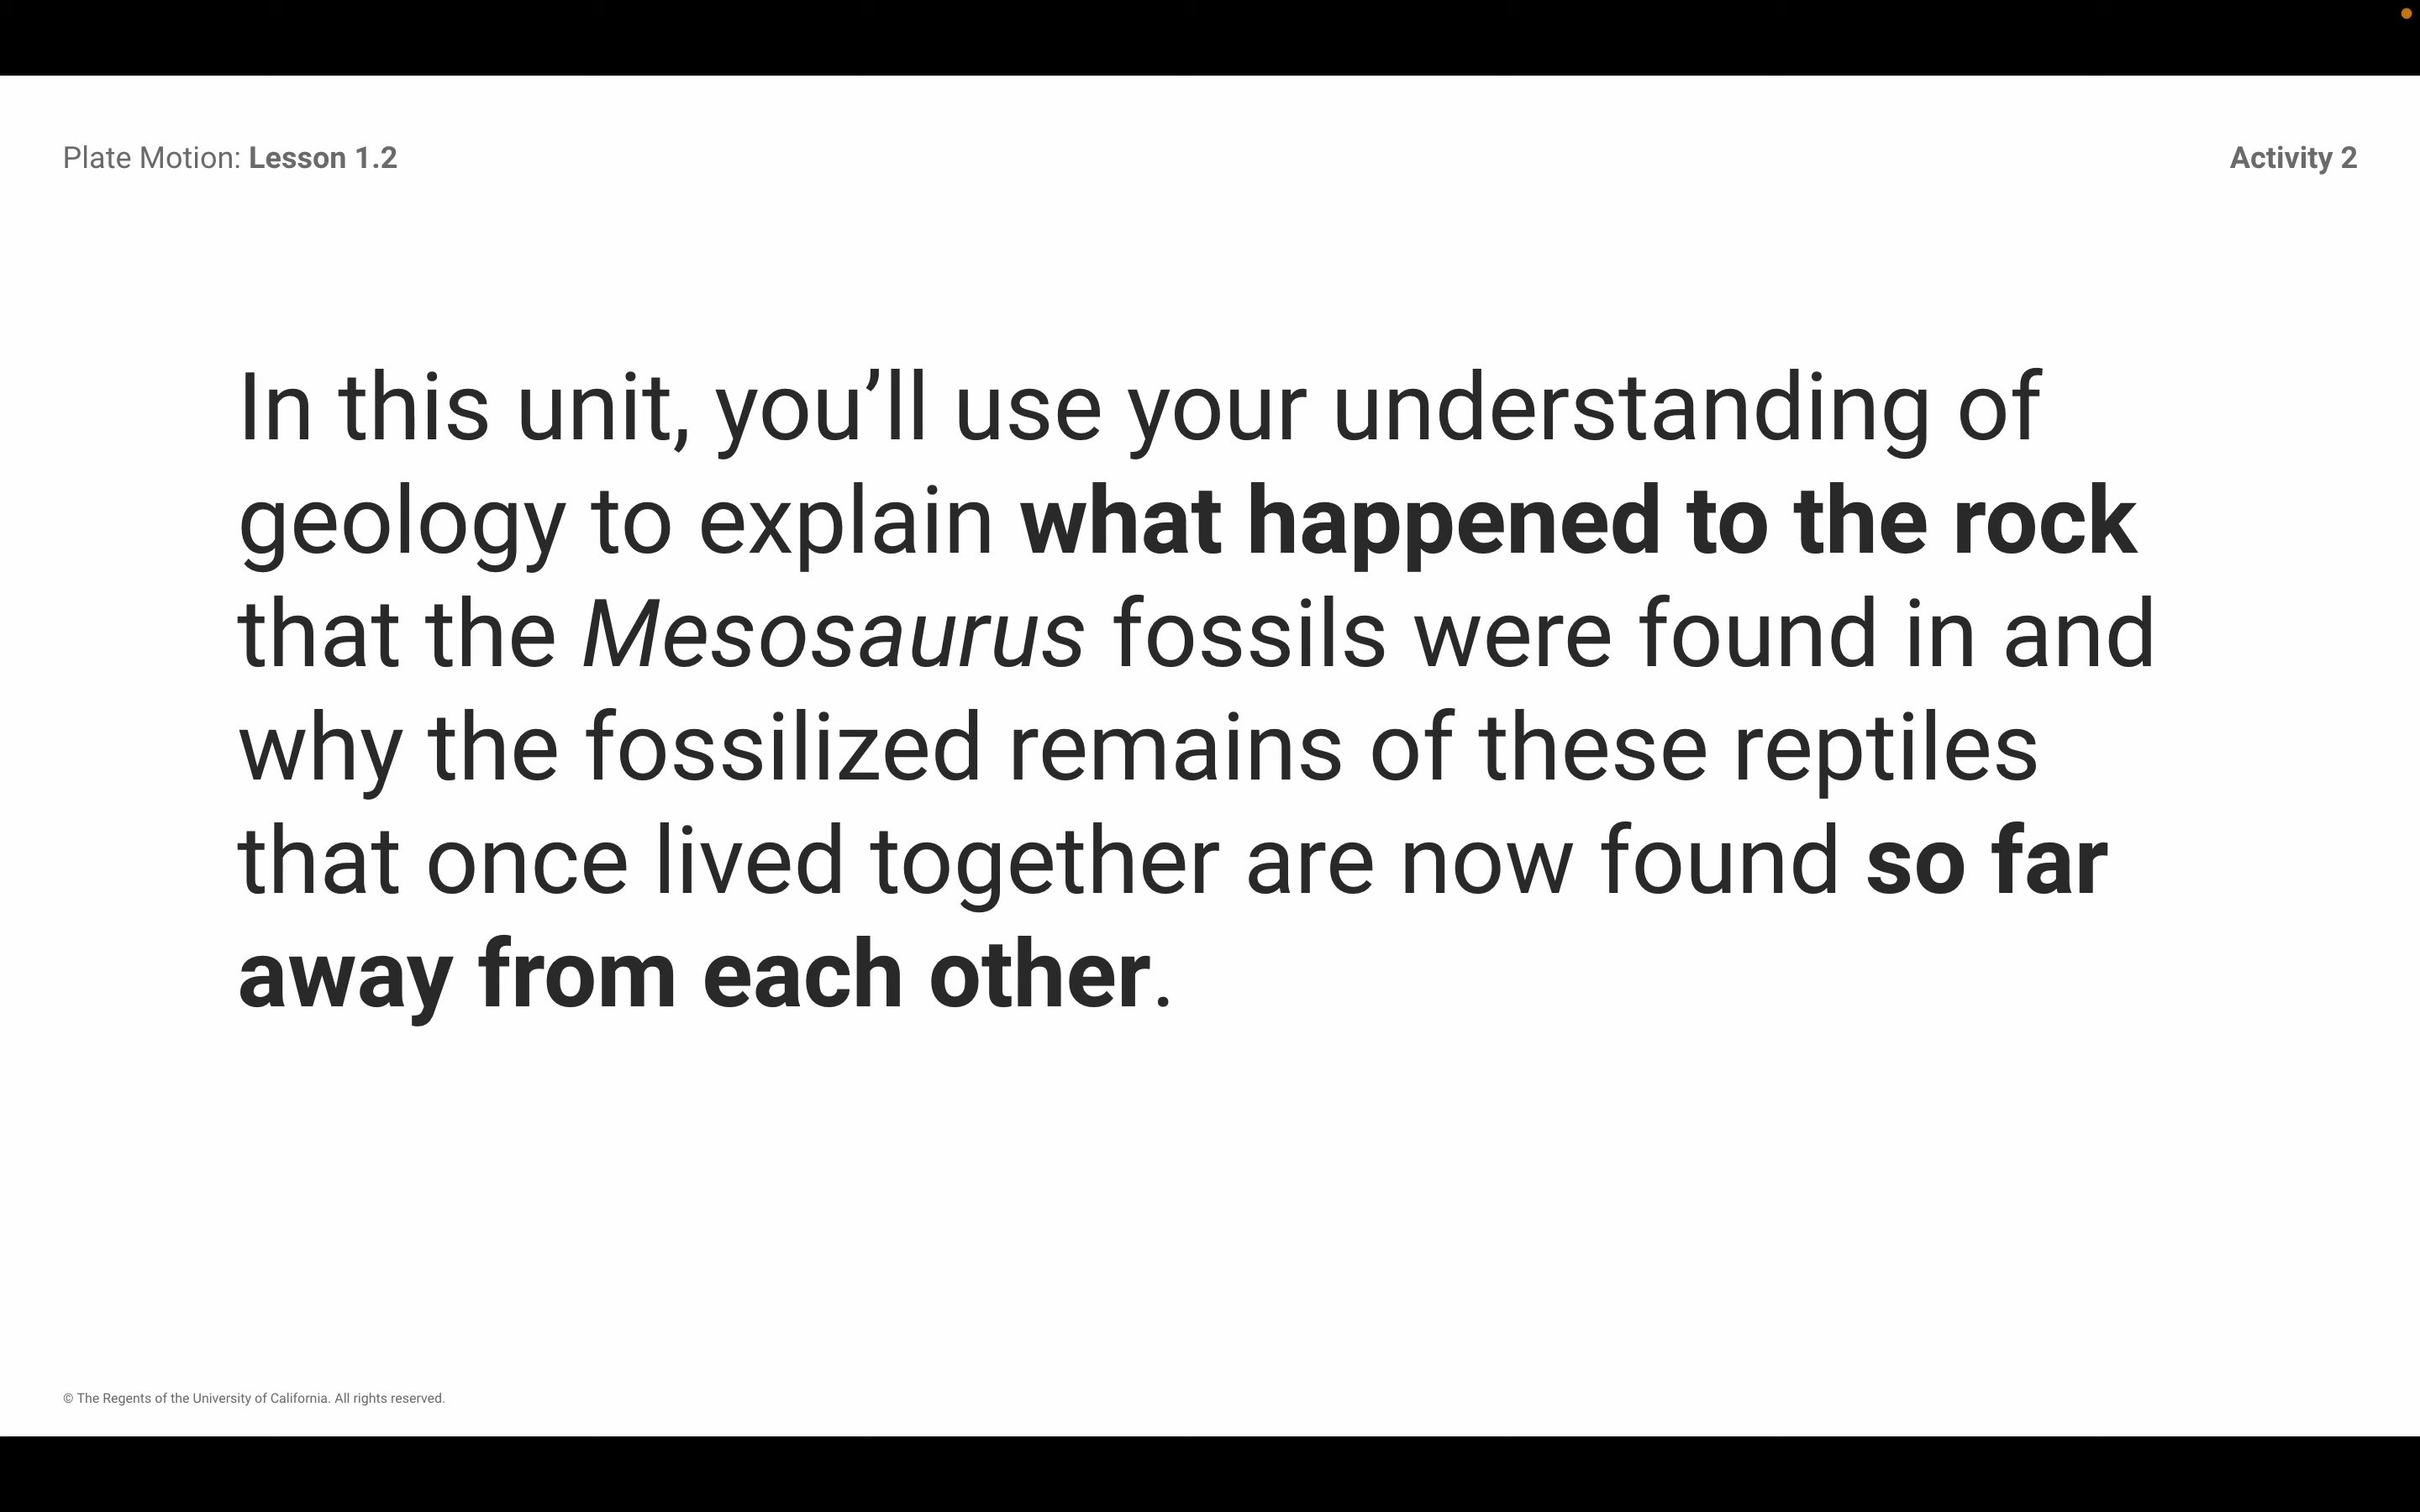 Plate Motion: Lesson 1.2
Activity 2
In this unit, you’ll use your understanding of
geology to explain what happened to the rock
that the Mesosaurus fossils were found in and
why the fossilized remains of these reptiles
that once lived together are now found so far
away from each other.
© The Regents of the University of California. All rights reserved.